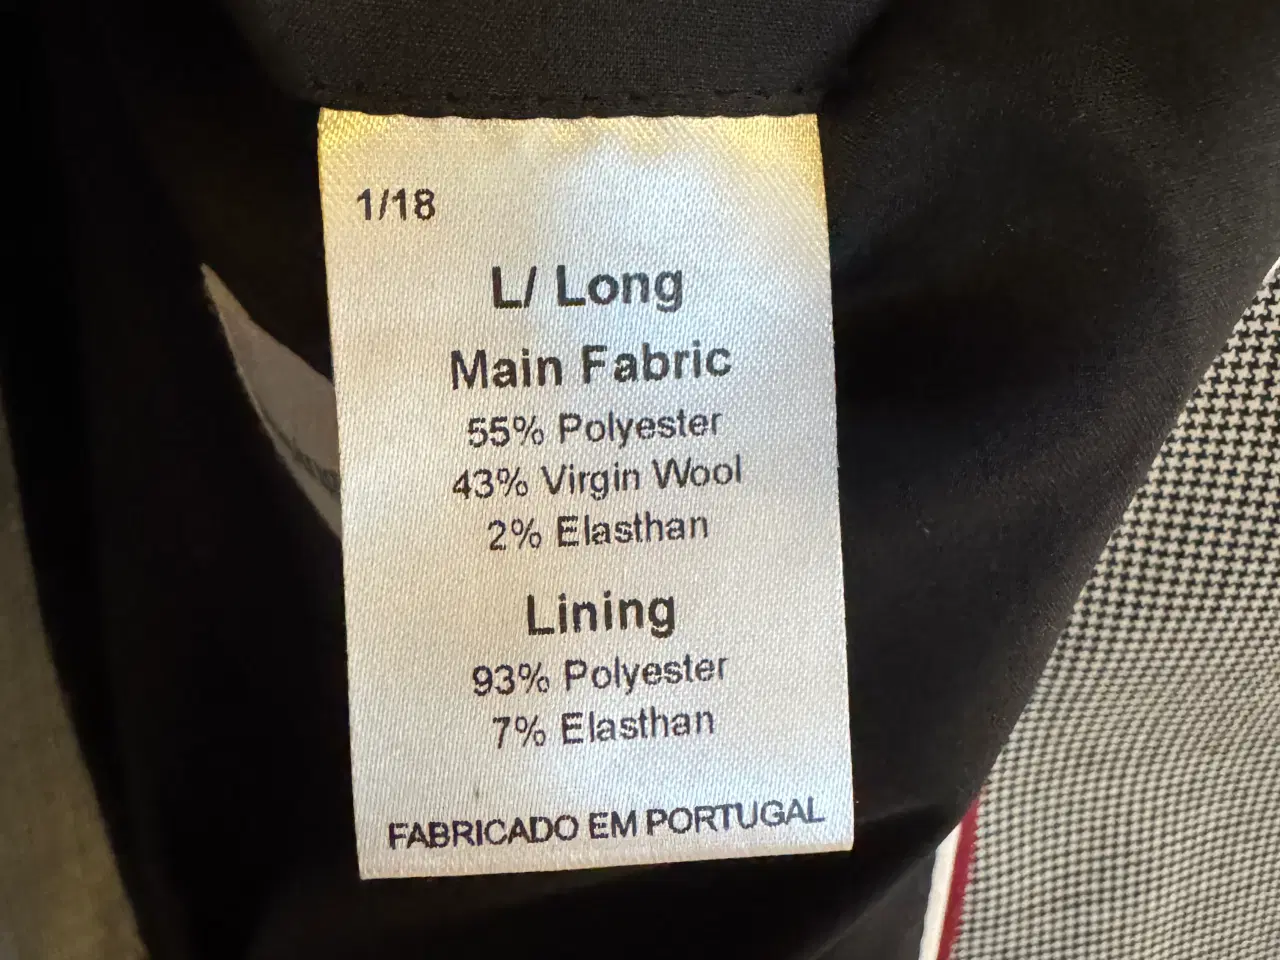 1/18
L/ Long
Main Fabric
55% Polyester
43% Virgin Wool
2% Elasthan
Lining
93% Polyester
7% Elasthan
FABRICADO EM PORTUGAL